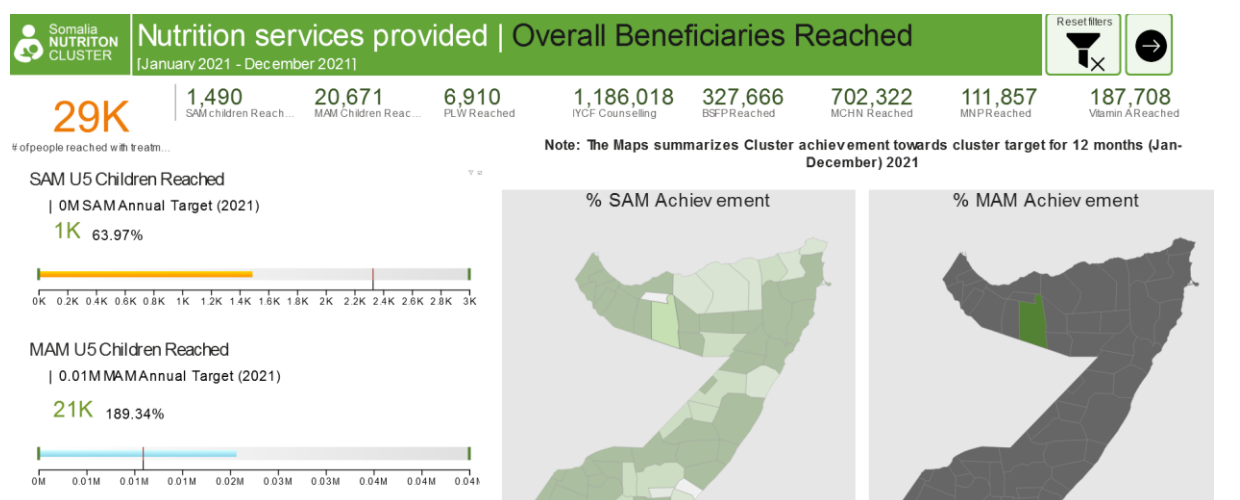 Somalia
NUTRITON
CLUSTER
Nutrition services provided | Overall Beneficiaries Reached
[January 2021 - December 2021]
Reset filters
29K
# of people reached with treatm...
1,490
SAM children Reach...
20,671
MAM Children Reac...
6,910
PLW Reached
1,186,018
IYCF Counselling
327,666
BSFP Reached
702,322
MCHN Reached
111,857
MNP Reached
187,708
Vitamin A Reached
Note: The Maps summarizes Cluster achievement towards cluster target for 12 months (Jan-
December) 2021
SAM U5 Children Reached
| 0M SAM Annual Target (2021)
1K 63.97%
0K 0.2K 0.4K 0.6K 0.8K 1K 1.2K 1.4K 1.6K 1.8K 2K 2.2K 2.4K 2.6K 2.8K 3K
MAM U5 Children Reached
| 0.01M MAM Annual Target (2021)
21K 189.34%
0M 0.01M 0.01M 0.01M 0.02M 0.03M 0.03M 0.04M 0.04M 0.04M
% SAM Achievement
% MAM Achievement